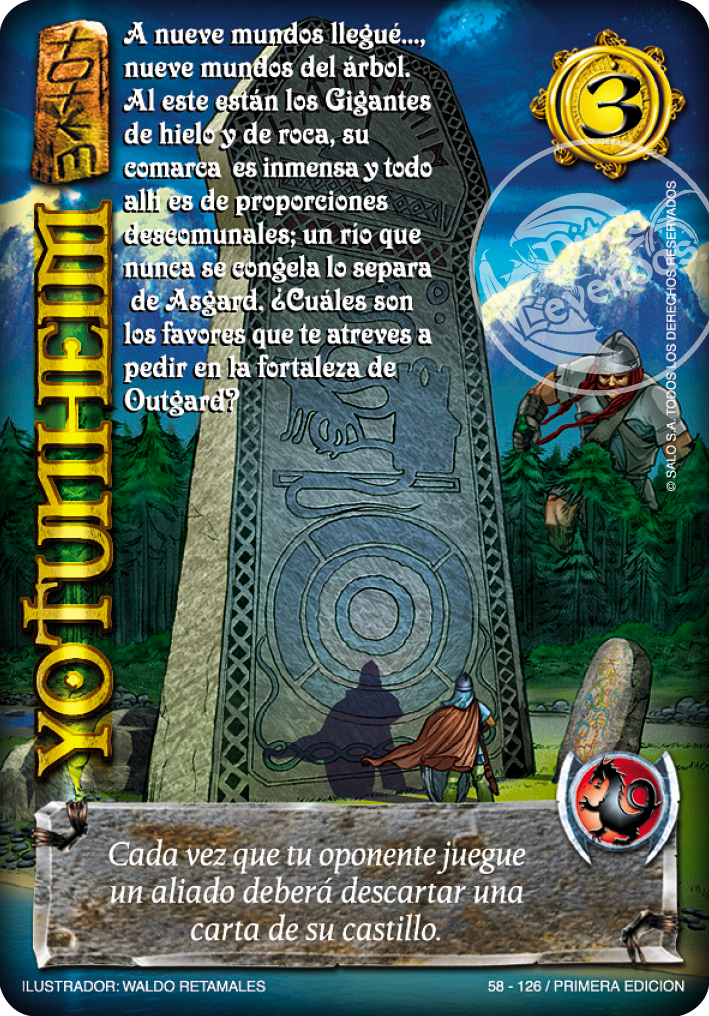 A nueve mundos llegué...,
nueve mundos del árbol.
Al este están los Gigantes
de hielo y de roca, su
comarca es inmensa y todo
allí es de proporciones
descomunales; un río que
nunca se congela lo separa
de Asgard. ¿Cuáles son
los favores que te atreves a
pedir en la fortaleza de
Outgard?
3
YOTUNHEIM
Mitos
Leyendas
© SALO S.A. TODOS LOS DERECHOS RESERVADOS
Cada vez que tu oponente juegue
un aliado deberá descartar una
carta de su castillo.
ILUSTRADOR: WALDO RETAMALES
58 - 126 / PRIMERA EDICION